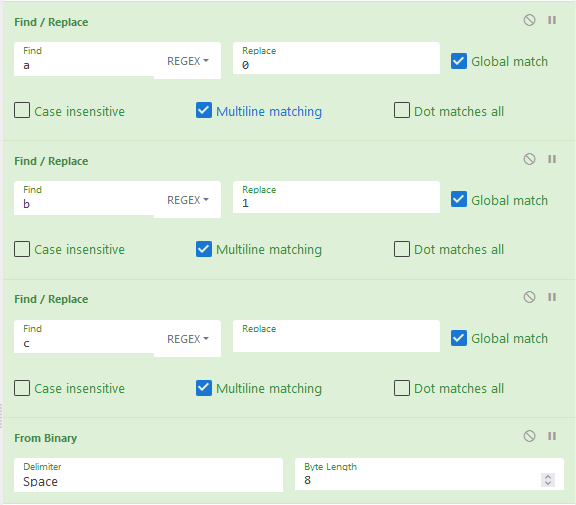 Find / Replace
Find
a
REGEX
Replace
0
Global match
Case insensitive
Multiline matching
Dot matches all
Find / Replace
Find
b
REGEX
Replace
1
Global match
Case insensitive
Multiline matching
Dot matches all
Find / Replace
Find
c
REGEX
Replace
Global match
Case insensitive
Multiline matching
Dot matches all
From Binary
Delimiter
Space
Byte Length
8